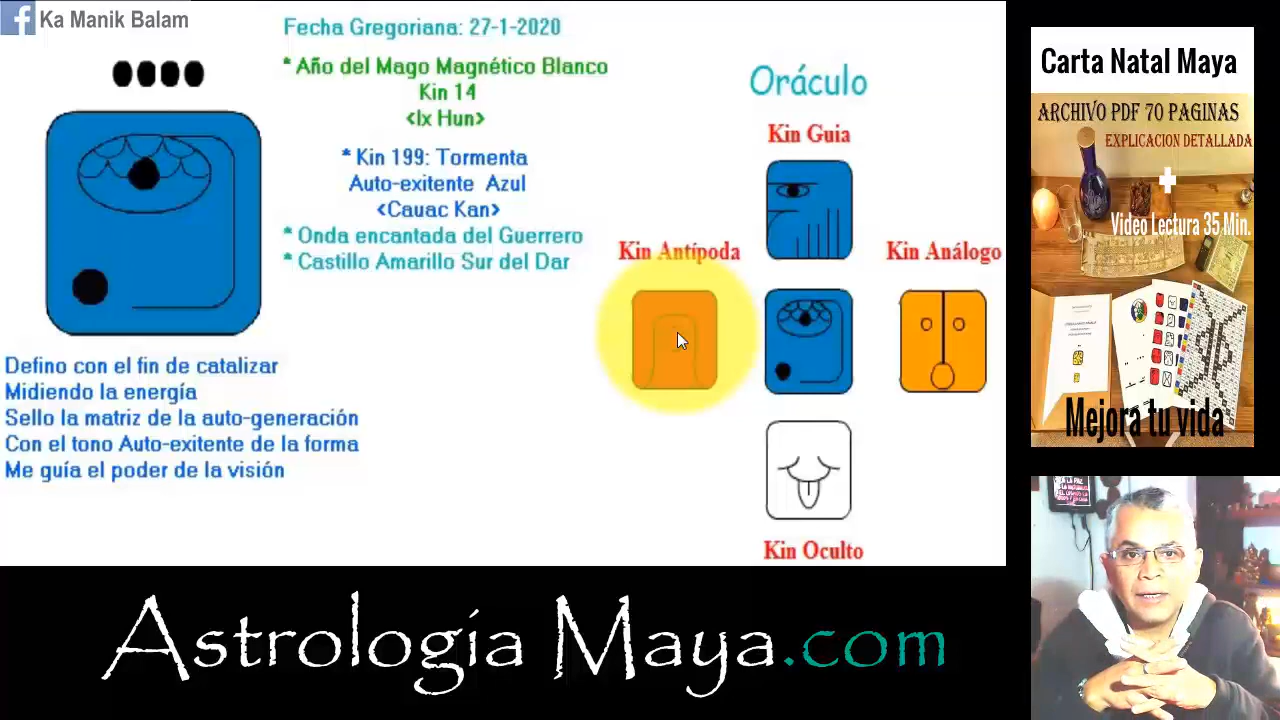 Ka Manik Balam
Fecha Gregoriana: 27-1-2020
* Año del Mago Magnético Blanco
Kin 14
<Ix Hun>
* Kin 199: Tormenta
Auto-exitente Azul
<Cauac Kan>
* Onda encantada del Guerrero
* Castillo Amarillo Sur del Dar
Defino con el fin de catalizar
Midiendo la energía
Sello la matriz de la auto-generación
Con el tono Auto-exitente de la forma
Me guía el poder de la visión
Oráculo
Kin Guia
Kin Antípoda
Kin Análogo
Kin Oculto
Carta Natal Maya
ARCHIVO PDF 70 PAGINAS
EXPLICACION DETALLADA
+
Video Lectura 35 Min.
Mejora tu vida
Astrología Maya.com